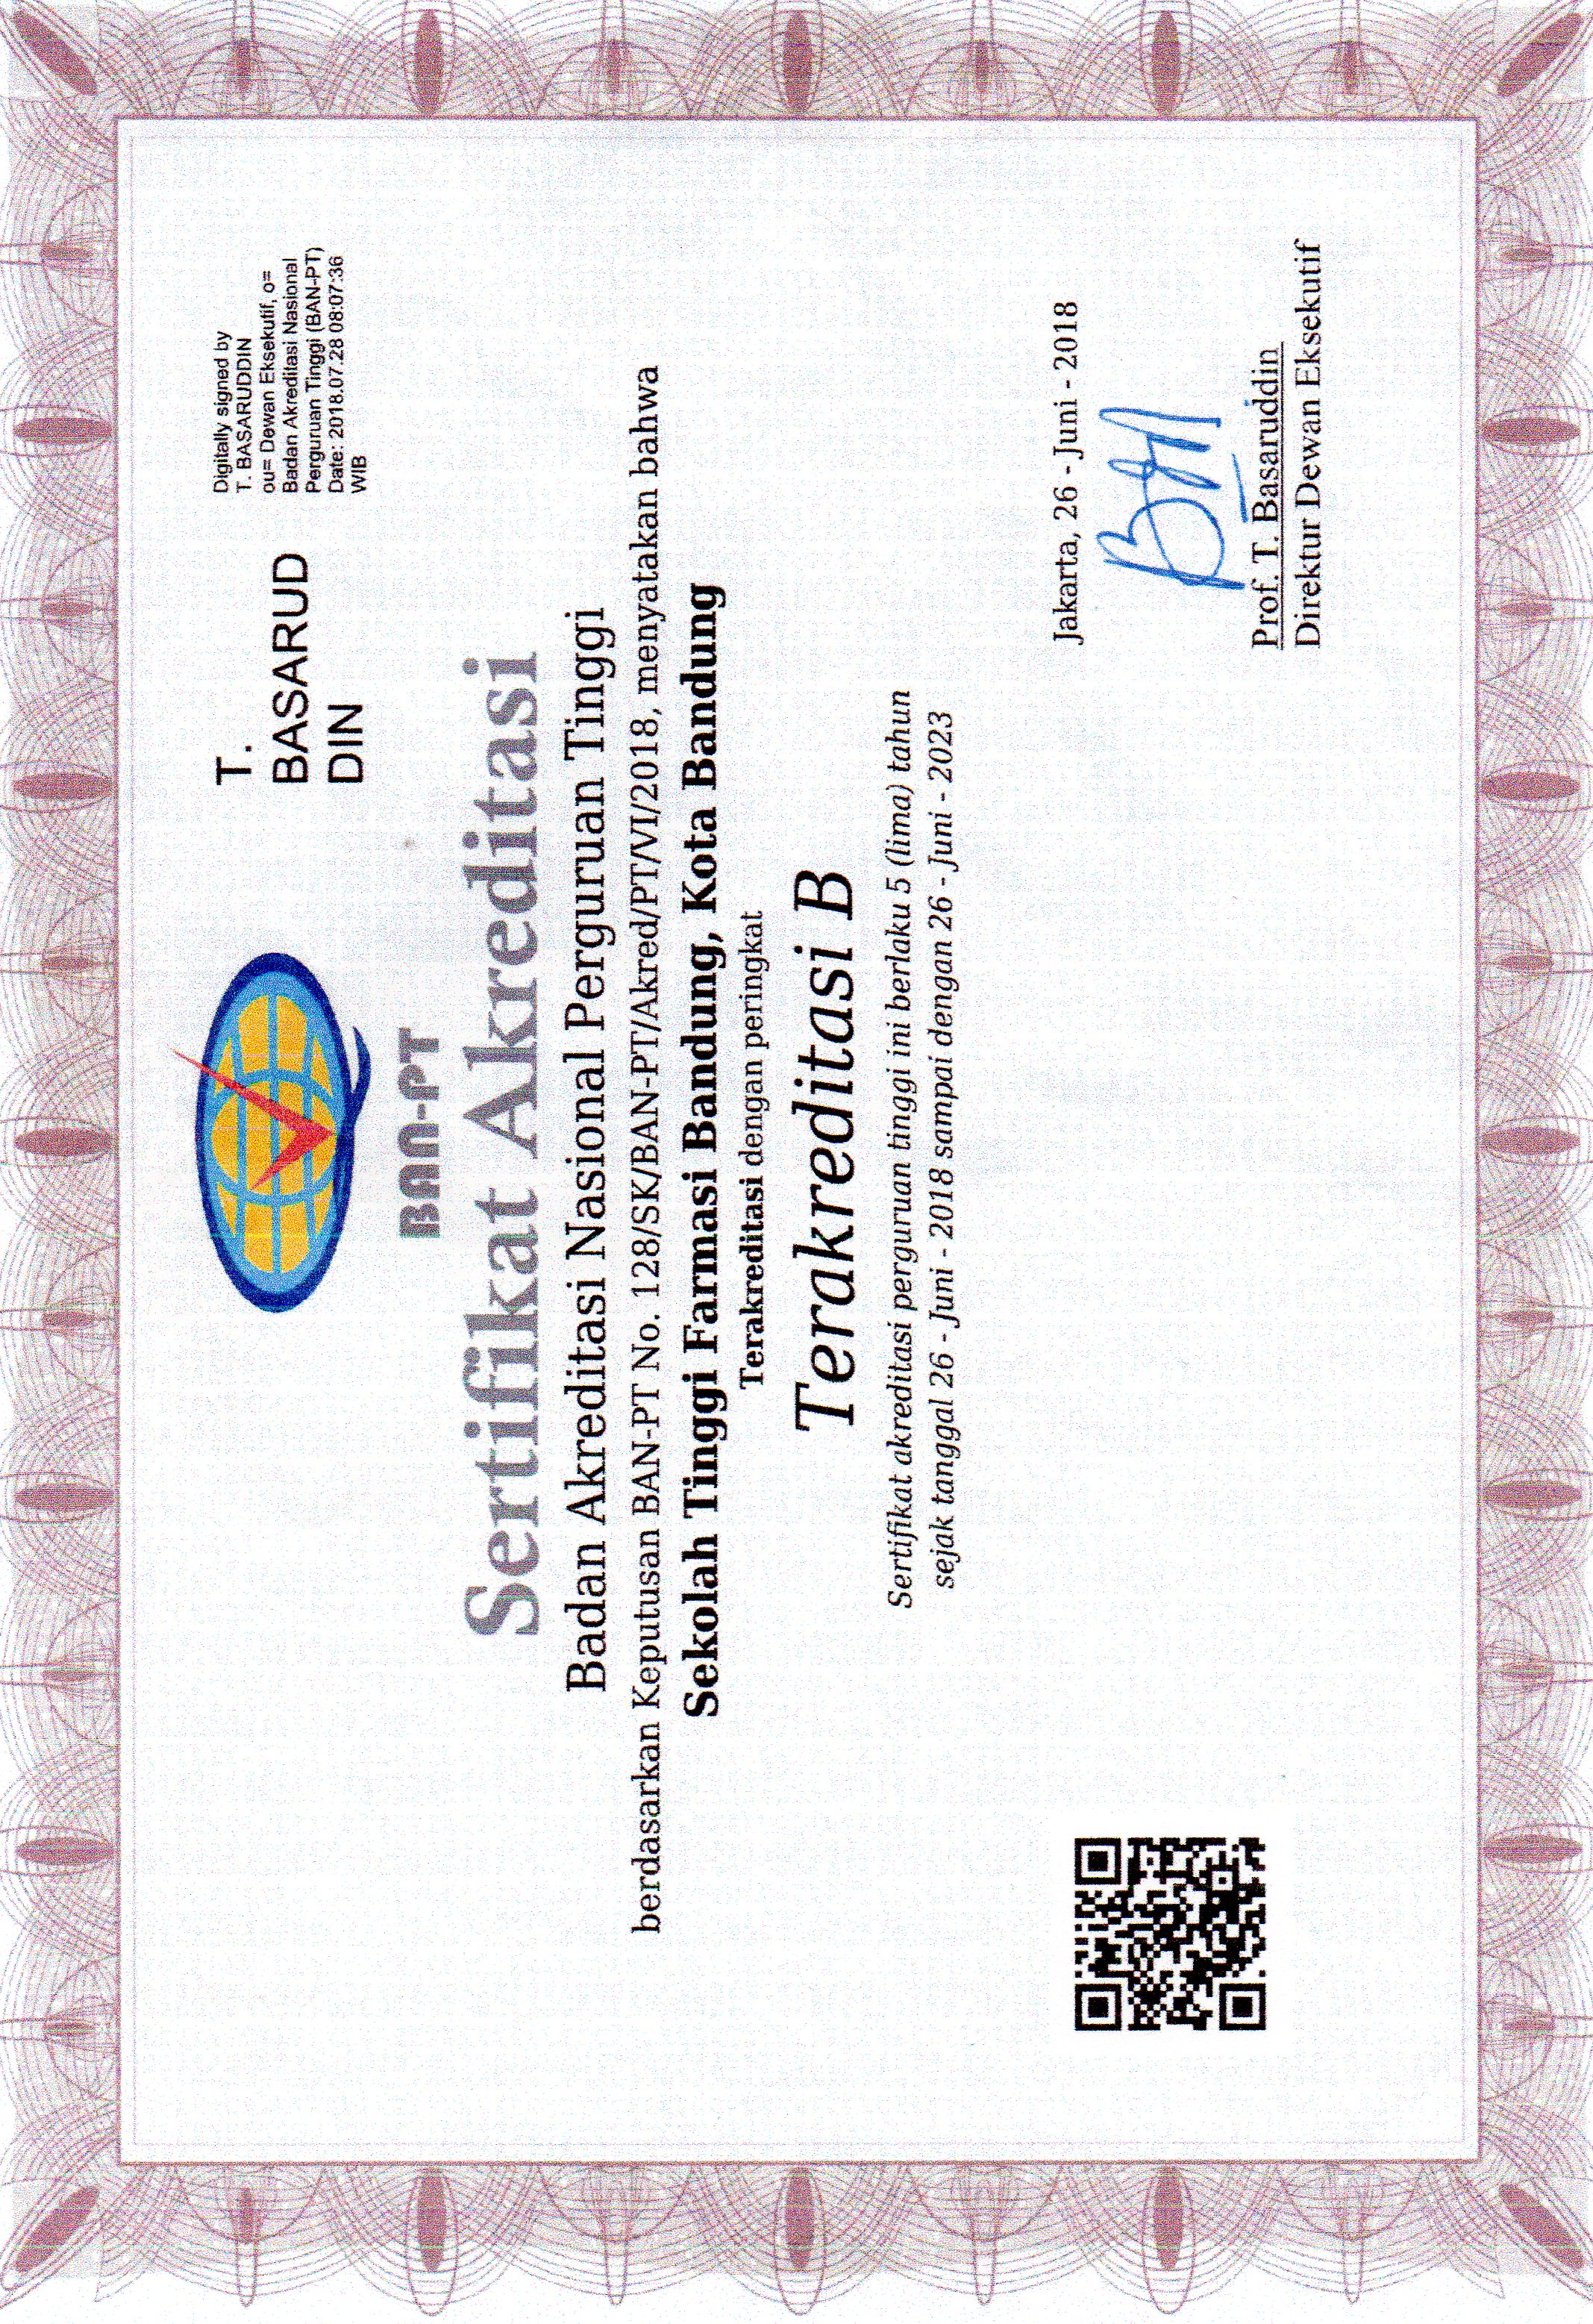 T.
BASARUD
DIN
Digitally signed by
T. BASARUDDIN
ou= Dewan Eksekutif, o=
Badan Akreditasi Nasional
Perguruan Tinggi (BAN-PT)
Date: 2018.07.28 08:07:36
WIB
BAN-PT
Sertifikat Akreditasi
Badan Akreditasi Nasional Perguruan Tinggi
berdasarkan Keputusan BAN-PT No. 128/SK/BAN-PT/Akred/PT/VI/2018, menyatakan bahwa
Sekolah Tinggi Farmasi Bandung, Kota Bandung
Terakreditasi dengan peringkat
Terakreditasi B
Sertifikat akreditasi perguruan tinggi ini berlaku 5 (lima) tahun
sejak tanggal 26 - Juni - 2018 sampai dengan 26 - Juni - 2023
Jakarta, 26 - Juni - 2018
Prof. T. Basaruddin
Direktur Dewan Eksekutif